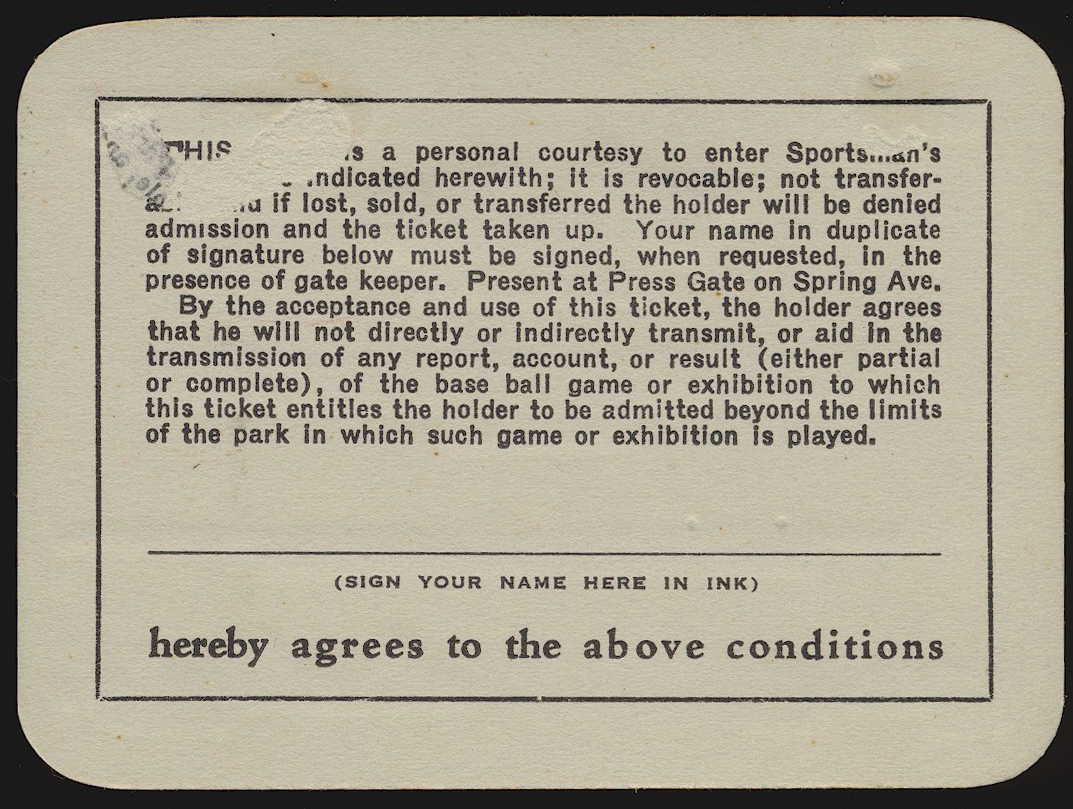 THIS is a personal courtesy to enter Sportsman's
indicated herewith; it is revocable; not transfer-
if lost, sold, or transferred the holder will be denied
admission and the ticket taken up. Your name in duplicate
of signature below must be signed, when requested, in the
presence of gate keeper. Present at Press Gate on Spring Ave.
By the acceptance and use of this ticket, the holder agrees
that he will not directly or indirectly transmit, or aid in the
transmission of any report, account, or result (either partial
or complete), of the base ball game or exhibition to which
this ticket entitles the holder to be admitted beyond the limits
of the park in which such game or exhibition is played.
(SIGN YOUR NAME HERE IN INK)
hereby agrees to the above conditions